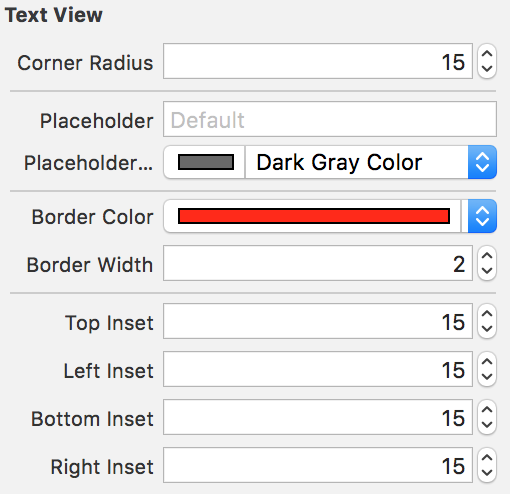 Text View
Corner Radius 15
Placeholder Default
Placeholder... Dark Gray Color
Border Color
Border Width 2
Top Inset 15
Left Inset 15
Bottom Inset 15
Right Inset 15